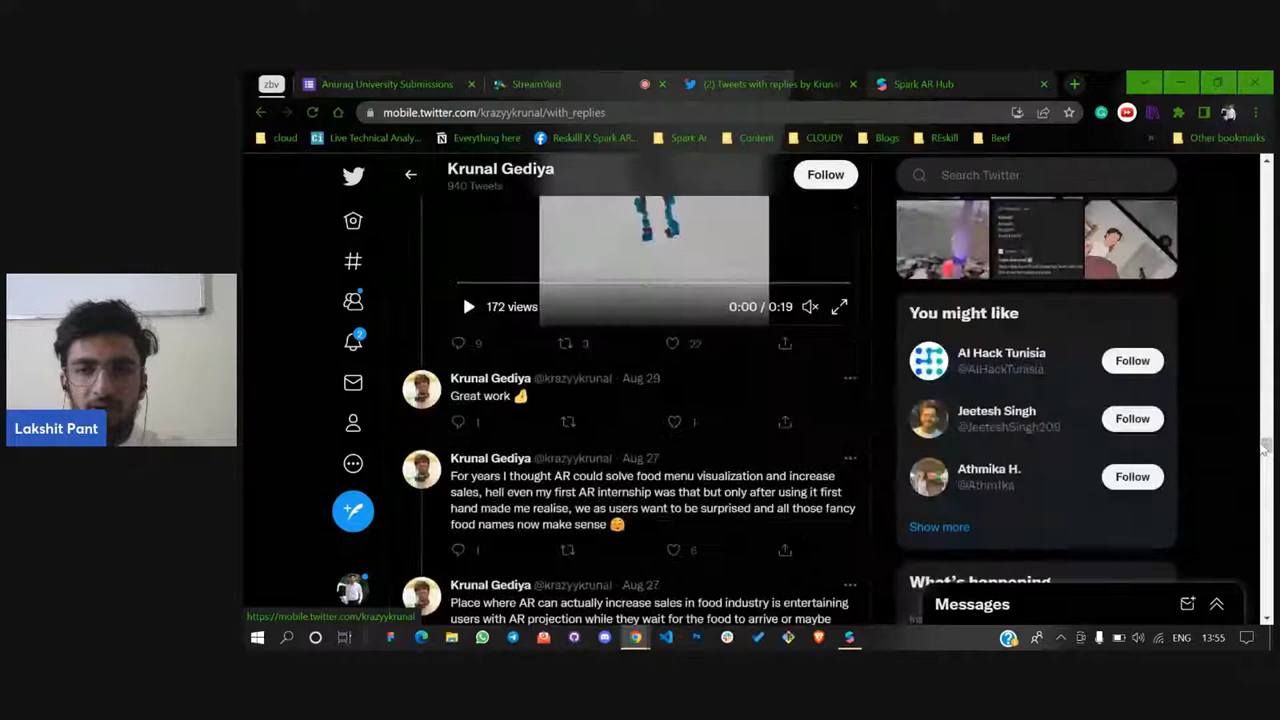 zbv
Anurag University Submissions
StreamYard
(2) Tweets with replies by Krunal
Spark AR Hub
mobile.twitter.com/krazyykrunal/with_replies
cloud
Live Technical Analy...
Everything here
Reskilll X Spark AR...
Spark Ar
Content
CLOUDY
Blogs
REskill
Beef
»
Other bookmarks
Krunal Gediya
940 Tweets
Follow
Search Twitter
172 views
0:00 / 0:19
9
3
22
Krunal Gediya @krazyykrunal · Aug 29
Great work
1
1
Krunal Gediya @krazyykrunal · Aug 27
For years I thought AR could solve food menu visualization and increase
sales, hell even my first AR internship was that but only after using it first
hand made me realise, we as users want to be surprised and all those fancy
food names now make sense
1
6
Krunal Gediya @krazyykrunal · Aug 27
Place where AR can actually increase sales in food industry is entertaining
users with AR projection while they wait for the food to arrive or maybe
You might like
AI Hack Tunisia
@AiHackTunisia
Follow
Jeetesh Singh
@JeeteshSingh209
Follow
Athmika H.
@Athm1ka
Follow
Show more
What's happening
Messages
2
https://mobile.twitter.com/krazyykrunal
ENG
13:55
Lakshit Pant